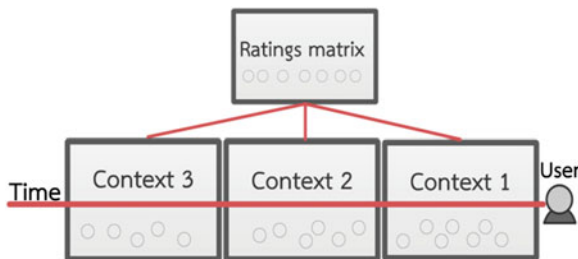 Ratings matrix
Time
Context 3
Context 2
Context 1
User